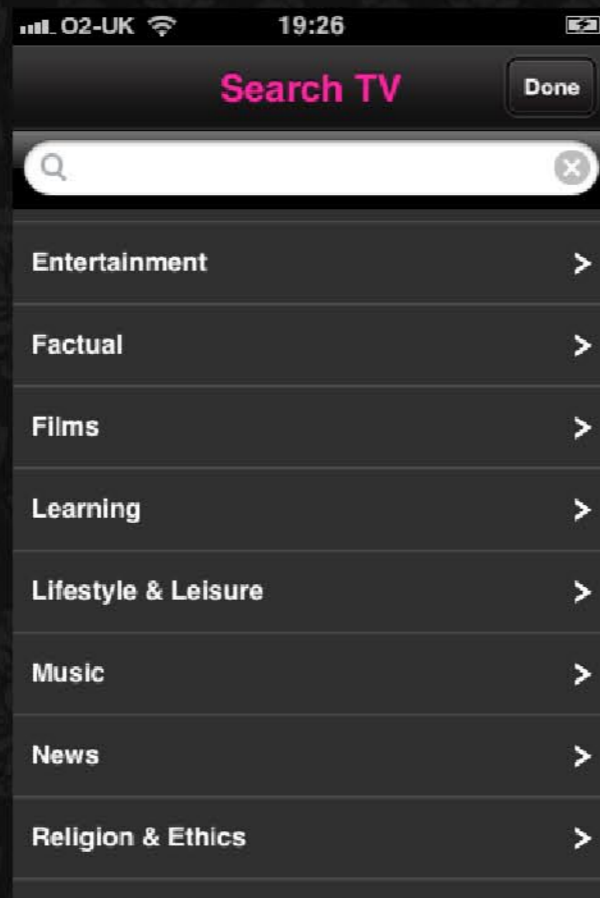 O2-UK 19:26
Search TV Done
Entertainment >
Factual >
Films >
Learning >
Lifestyle & Leisure >
Music >
News >
Religion & Ethics >